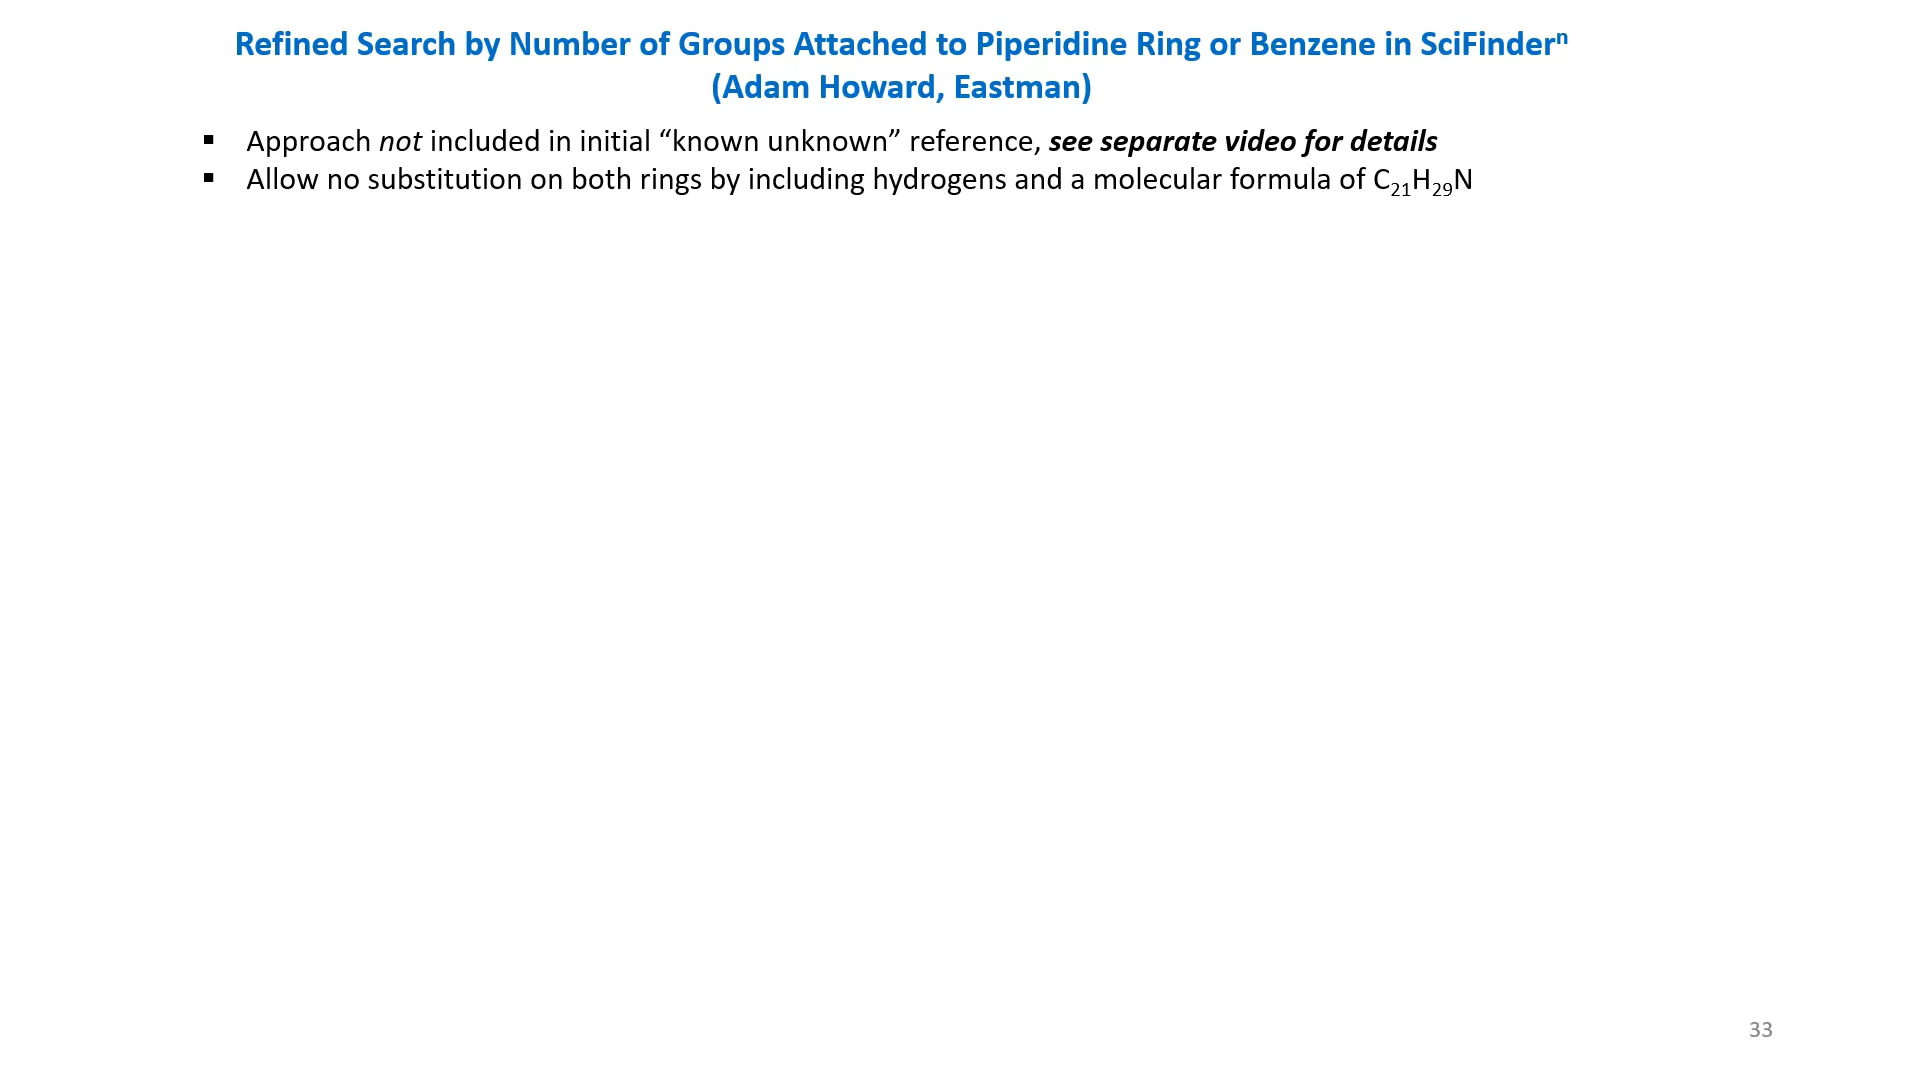 Refined Search by Number of Groups Attached to Piperidine Ring or Benzene in SciFinderⁿ
(Adam Howard, Eastman)
▪ Approach not included in initial “known unknown” reference, see separate video for details
▪ Allow no substitution on both rings by including hydrogens and a molecular formula of C₂₁H₂₉N
33